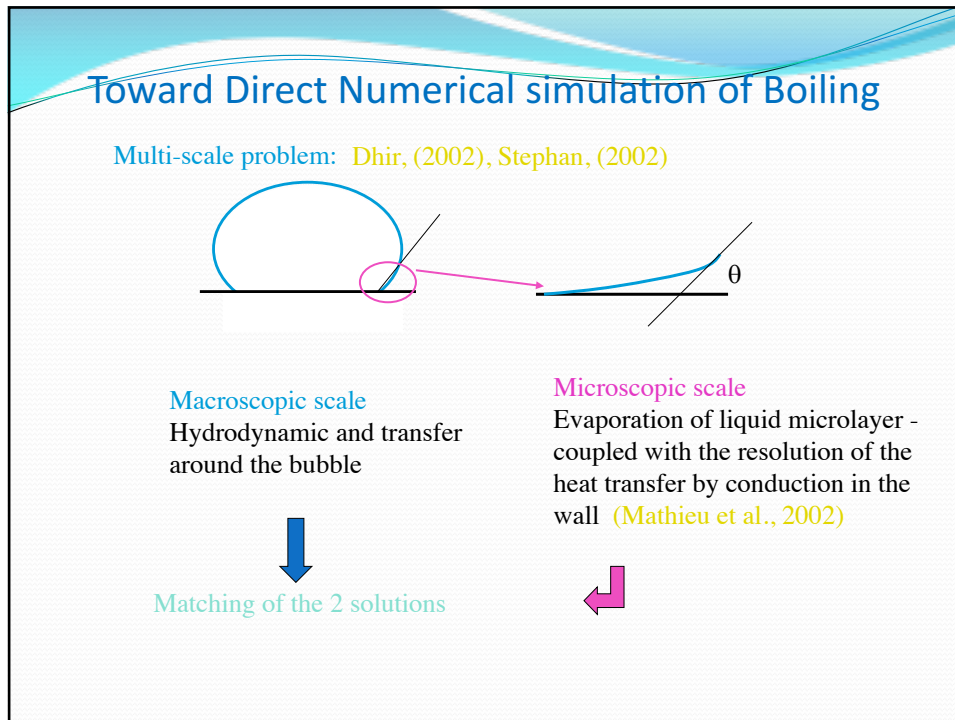 Toward Direct Numerical simulation of Boiling
Multi-scale problem: Dhir, (2002), Stephan, (2002)
θ
Macroscopic scale
Hydrodynamic and transfer
around the bubble
Microscopic scale
Evaporation of liquid microlayer -
coupled with the resolution of the
heat transfer by conduction in the
wall (Mathieu et al., 2002)
Matching of the 2 solutions